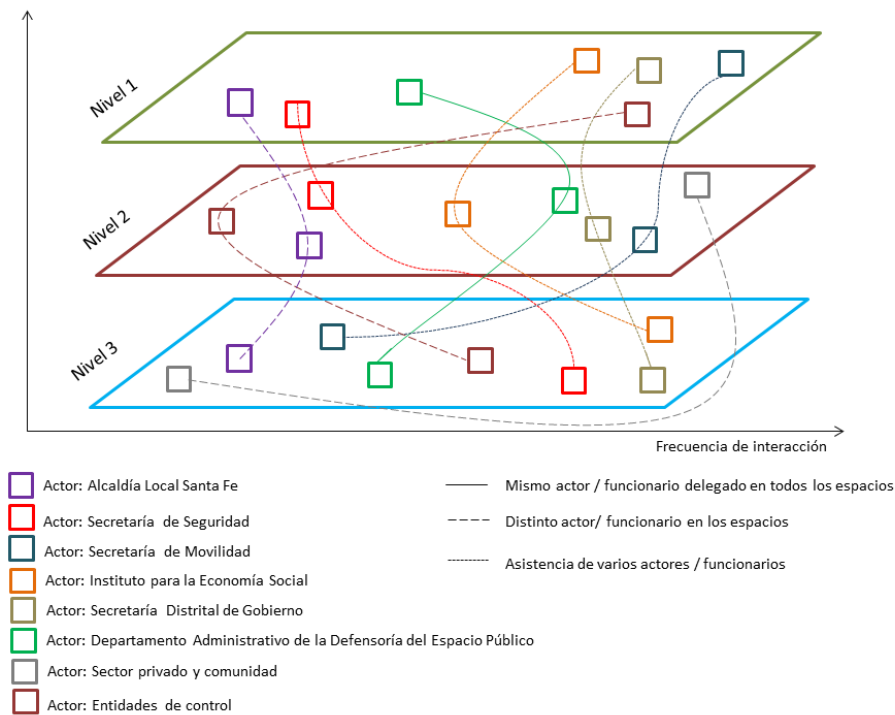 Nivel 1
Nivel 2
Nivel 3
Frecuencia de interacción
Actor: Alcaldía Local Santa Fe
Actor: Secretaría de Seguridad
Actor: Secretaría de Movilidad
Actor: Instituto para la Economía Social
Actor: Secretaría Distrital de Gobierno
Actor: Departamento Administrativo de la Defensoría del Espacio Público
Actor: Sector privado y comunidad
Actor: Entidades de control
Mismo actor / funcionario delegado en todos los espacios
Distinto actor/ funcionario en los espacios
Asistencia de varios actores / funcionarios